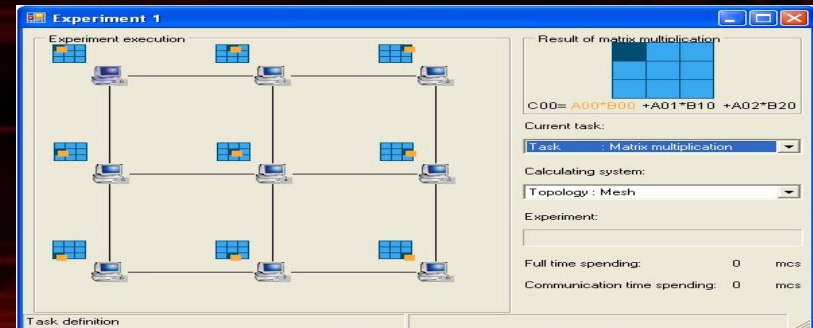 Experiment 1
Experiment execution
Result of matrix multiplication
C00= A00*B00 +A01*B10 +A02*B20
Current task:
Task : Matrix multiplication
Calculating system:
Topology : Mesh
Experiment:
Full time spending: 0 mcs
Communication time spending: 0 mcs
Task definition